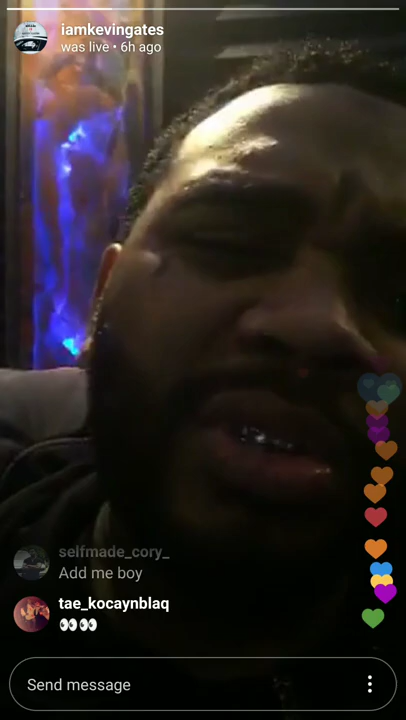 iamkevingates
was live • 6h ago
selfmade_cory_
Add me boy
tae_kocaynblaq
👀👀
Send message